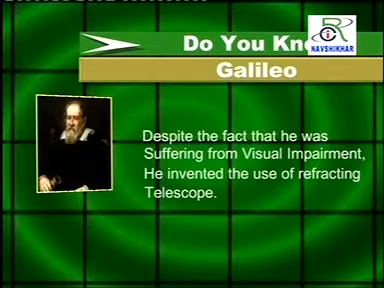 Do You Kno
R
i
NAVSHIKHAR
Galileo
Despite the fact that he was
Suffering from Visual Impairment,
He invented the use of refracting
Telescope.